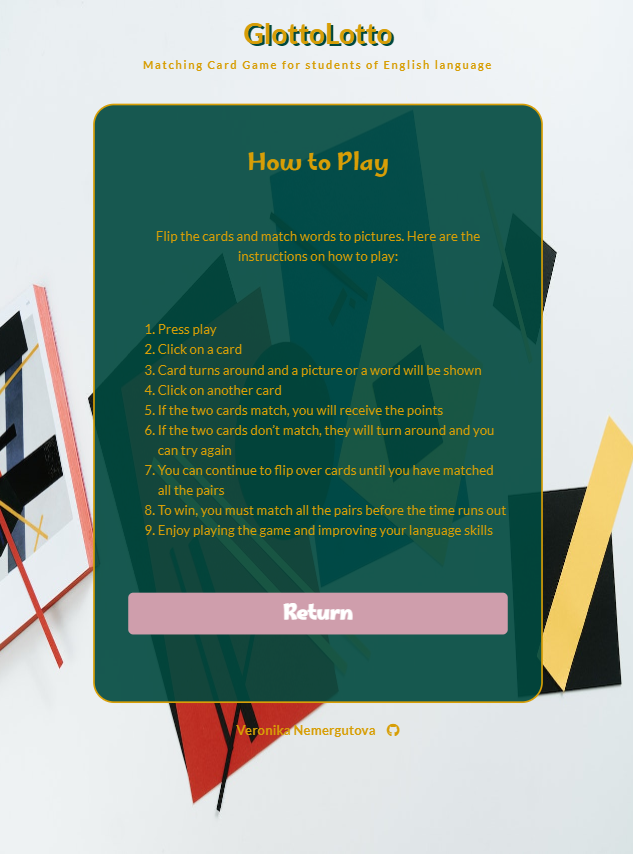 GlottoLotto
Matching Card Game for students of English language
How to Play
Flip the cards and match words to pictures. Here are the
instructions on how to play:
1. Press play
2. Click on a card
3. Card turns around and a picture or a word will be shown
4. Click on another card
5. If the two cards match, you will receive the points
6. If the two cards don't match, they will turn around and you
can try again
7. You can continue to flip over cards until you have matched
all the pairs
8. To win, you must match all the pairs before the time runs out
9. Enjoy playing the game and improving your language skills
Return
Veronika Nemergutova